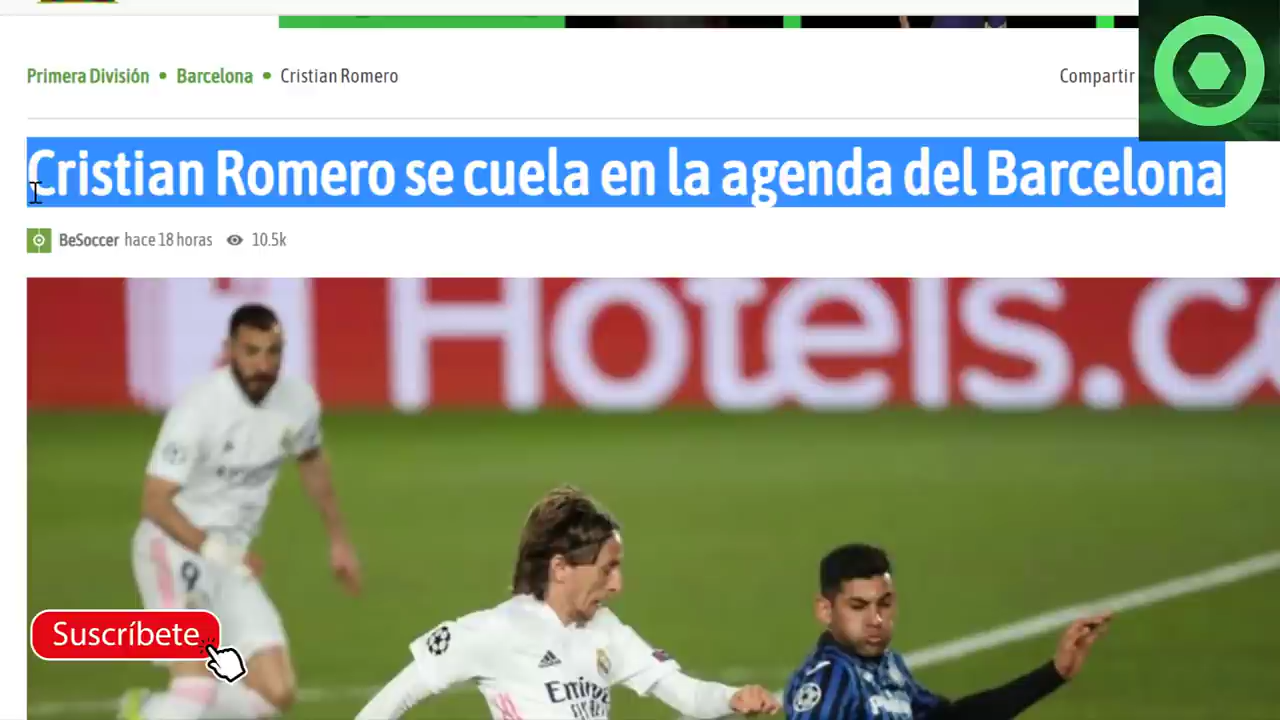 Primera División • Barcelona • Cristian Romero
Compartir
Cristian Romero se cuela en la agenda del Barcelona
BeSoccer hace 18 horas 10.5k
Hotels.c
9
Suscríbete